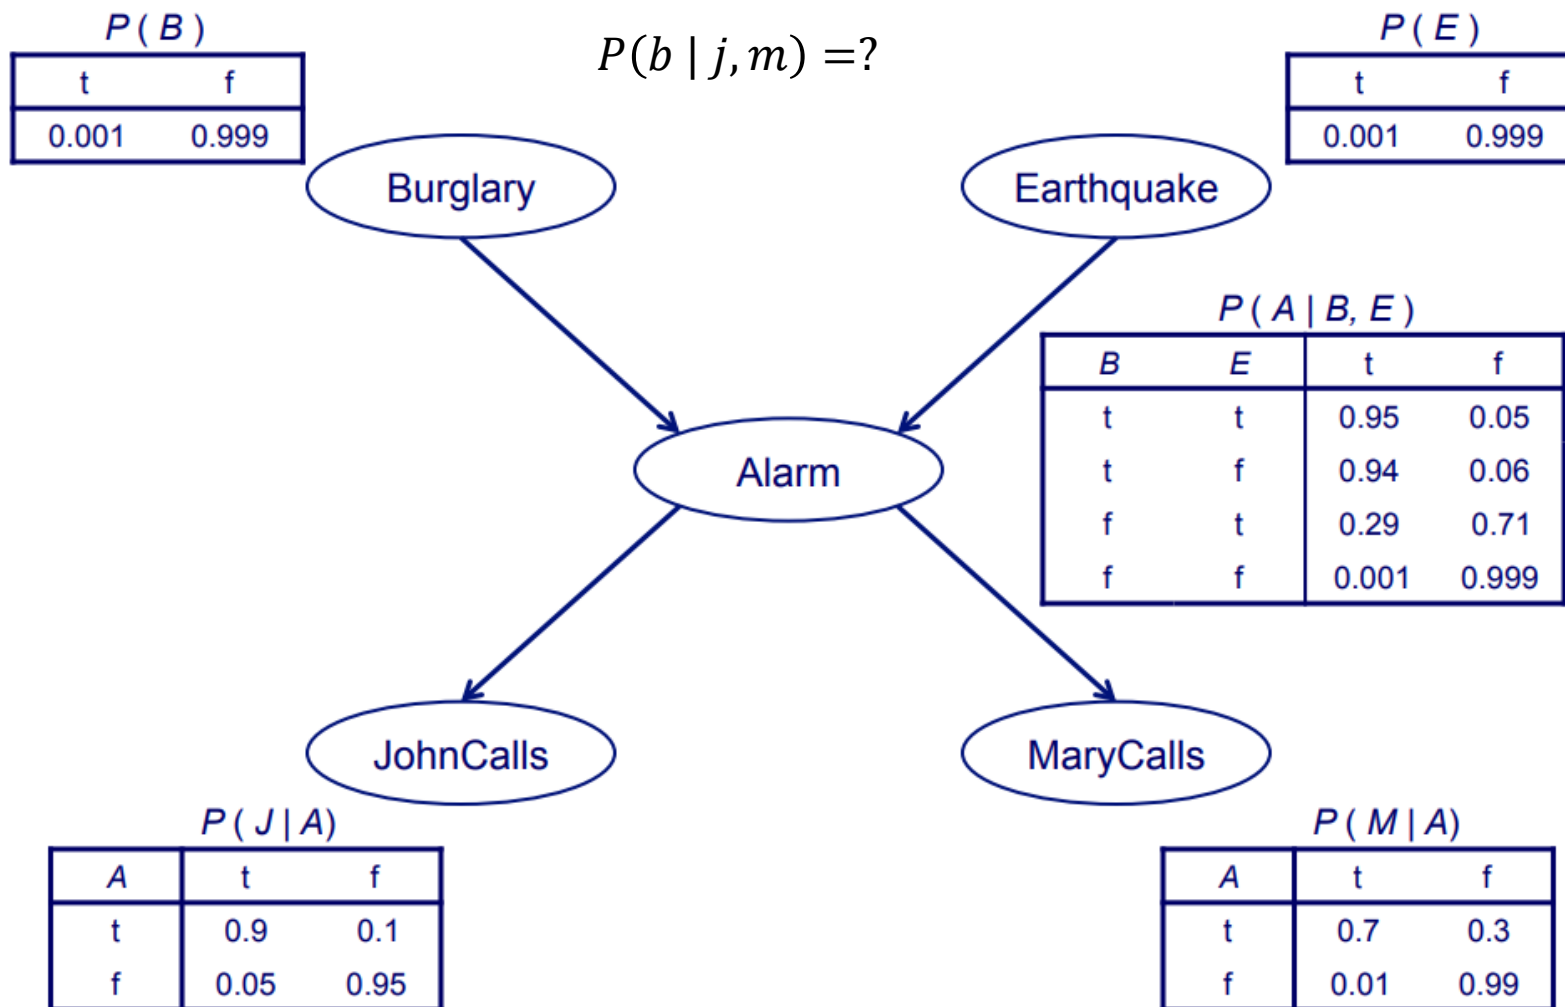 P ( B )
t f
0.001 0.999
P(b | j, m) =?
P ( E )
t f
0.001 0.999
Burglary
Earthquake
P ( A | B, E )
B E t f
t t 0.95 0.05
t f 0.94 0.06
f t 0.29 0.71
f f 0.001 0.999
Alarm
JohnCalls
MaryCalls
P ( J | A)
A t f
t 0.9 0.1
f 0.05 0.95
P ( M | A)
A t f
t 0.7 0.3
f 0.01 0.99